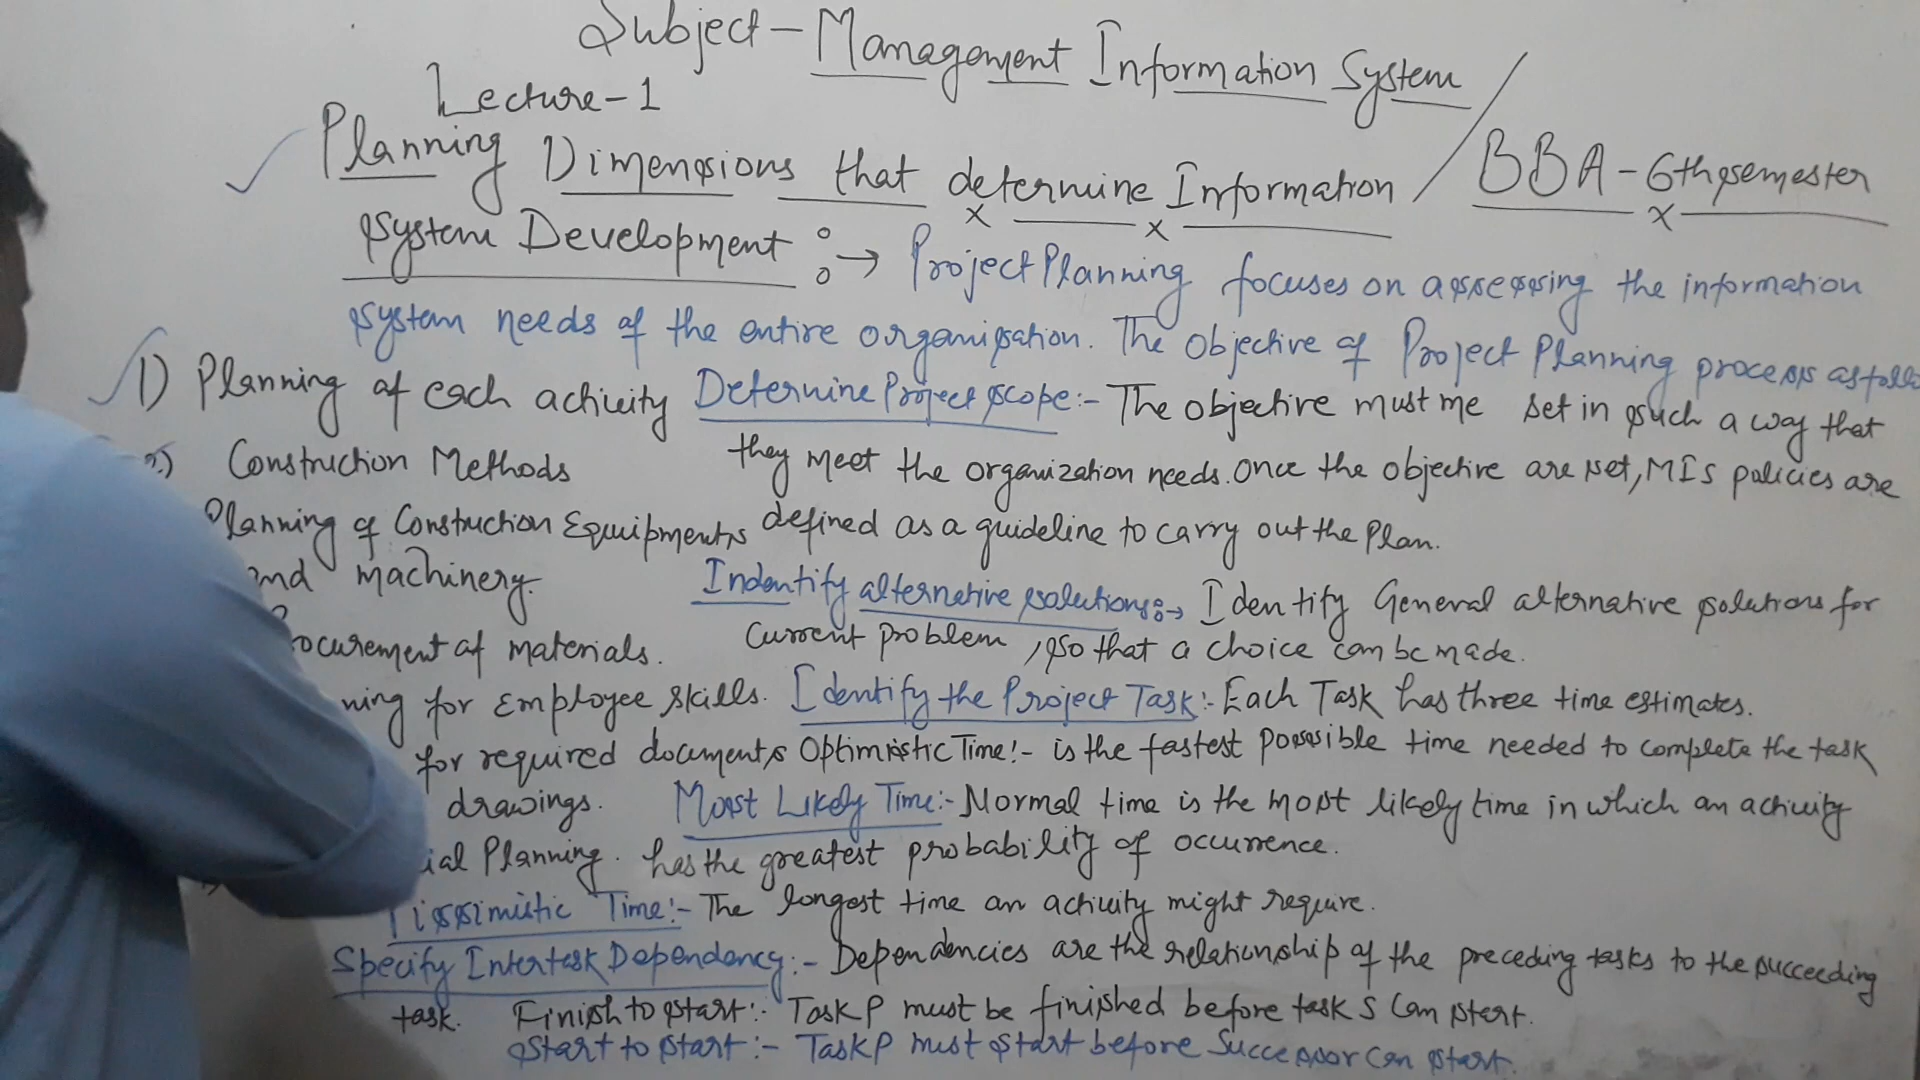 Subject - Management Information System
Lecture-1
Planning Dimensions that determine Information / BBA - 6th semester
system Development :→ Project Planning focuses on assessing the information
system needs of the entire organisation. The objective of Project Planning process as
1) Planning of each activity Determine Project scope:- The objective must me set in such a way that
2) Construction Methods they meet the organization needs. Once the objective are set, MIS policies are
Planning of Construction Equipments defined as a guideline to carry out the Plan.
and machinery. Indentify alternetive solutions:→ Identify General alternative solutions for
of materials. Current problem, so that a choice can be made.
for Employee skills. Identify the Project Task:- Each Task has three time estimates.
for required documents Optimistic Time:- is the fastest possible time needed to complete the task
drawings. Most Likely Time:- Normal time is the most likely time in which an activity
Planning. has the greatest probability of occurrence.
Time:- The longest time an activity might require.
Specify Intertask Dependency:- Dependencies are the relationship of the preceding tasks to the succeeding
task. Finish to start:- Task P must be finished before task S Can start.
Start to start:- Task P must start before Successor Can start.